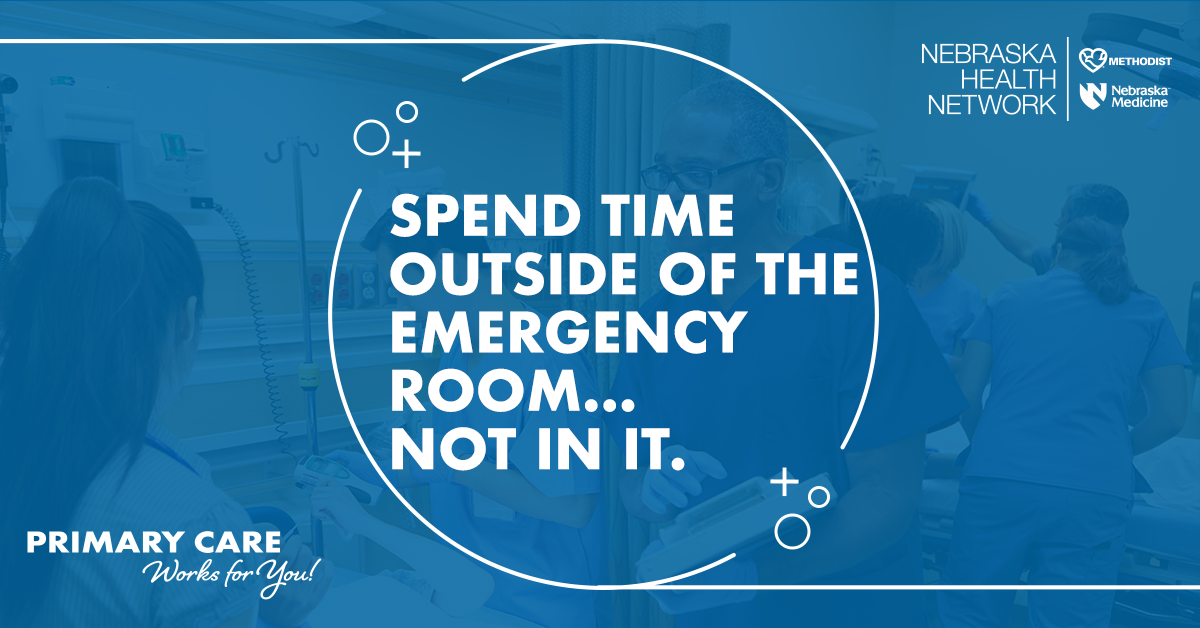 NEBRASKA
HEALTH
NETWORK
METHODIST
Nebraska
Medicine
SPEND TIME
OUTSIDE OF THE
EMERGENCY
ROOM...
NOT IN IT.
PRIMARY CARE
Works for You!